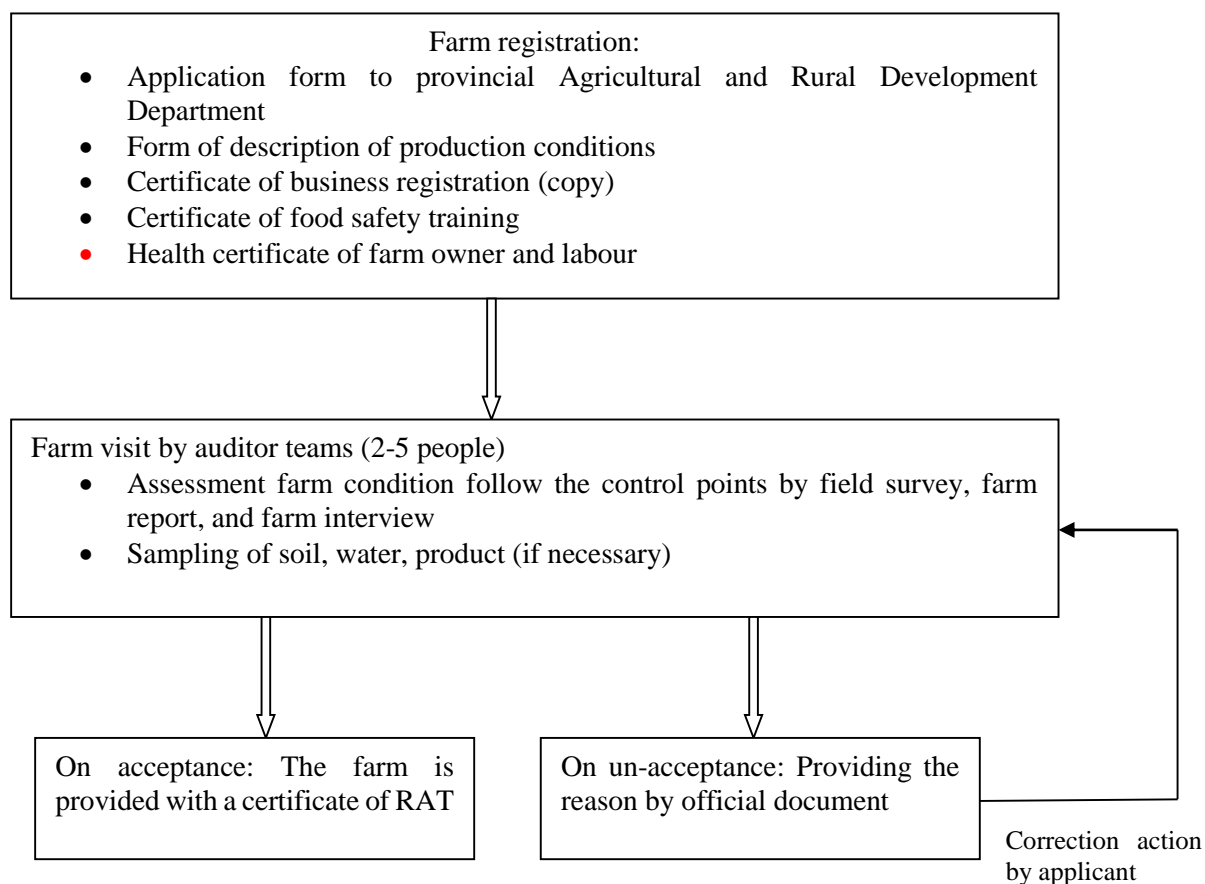 Farm registration:
• Application form to provincial Agricultural and Rural Development
Department
• Form of description of production conditions
• Certificate of business registration (copy)
• Certificate of food safety training
• Health certificate of farm owner and labour
Farm visit by auditor teams (2-5 people)
• Assessment farm condition follow the control points by field survey, farm
report, and farm interview
• Sampling of soil, water, product (if necessary)
On acceptance: The farm is
provided with a certificate of RAT
On un-acceptance: Providing the
reason by official document
Correction action
by applicant